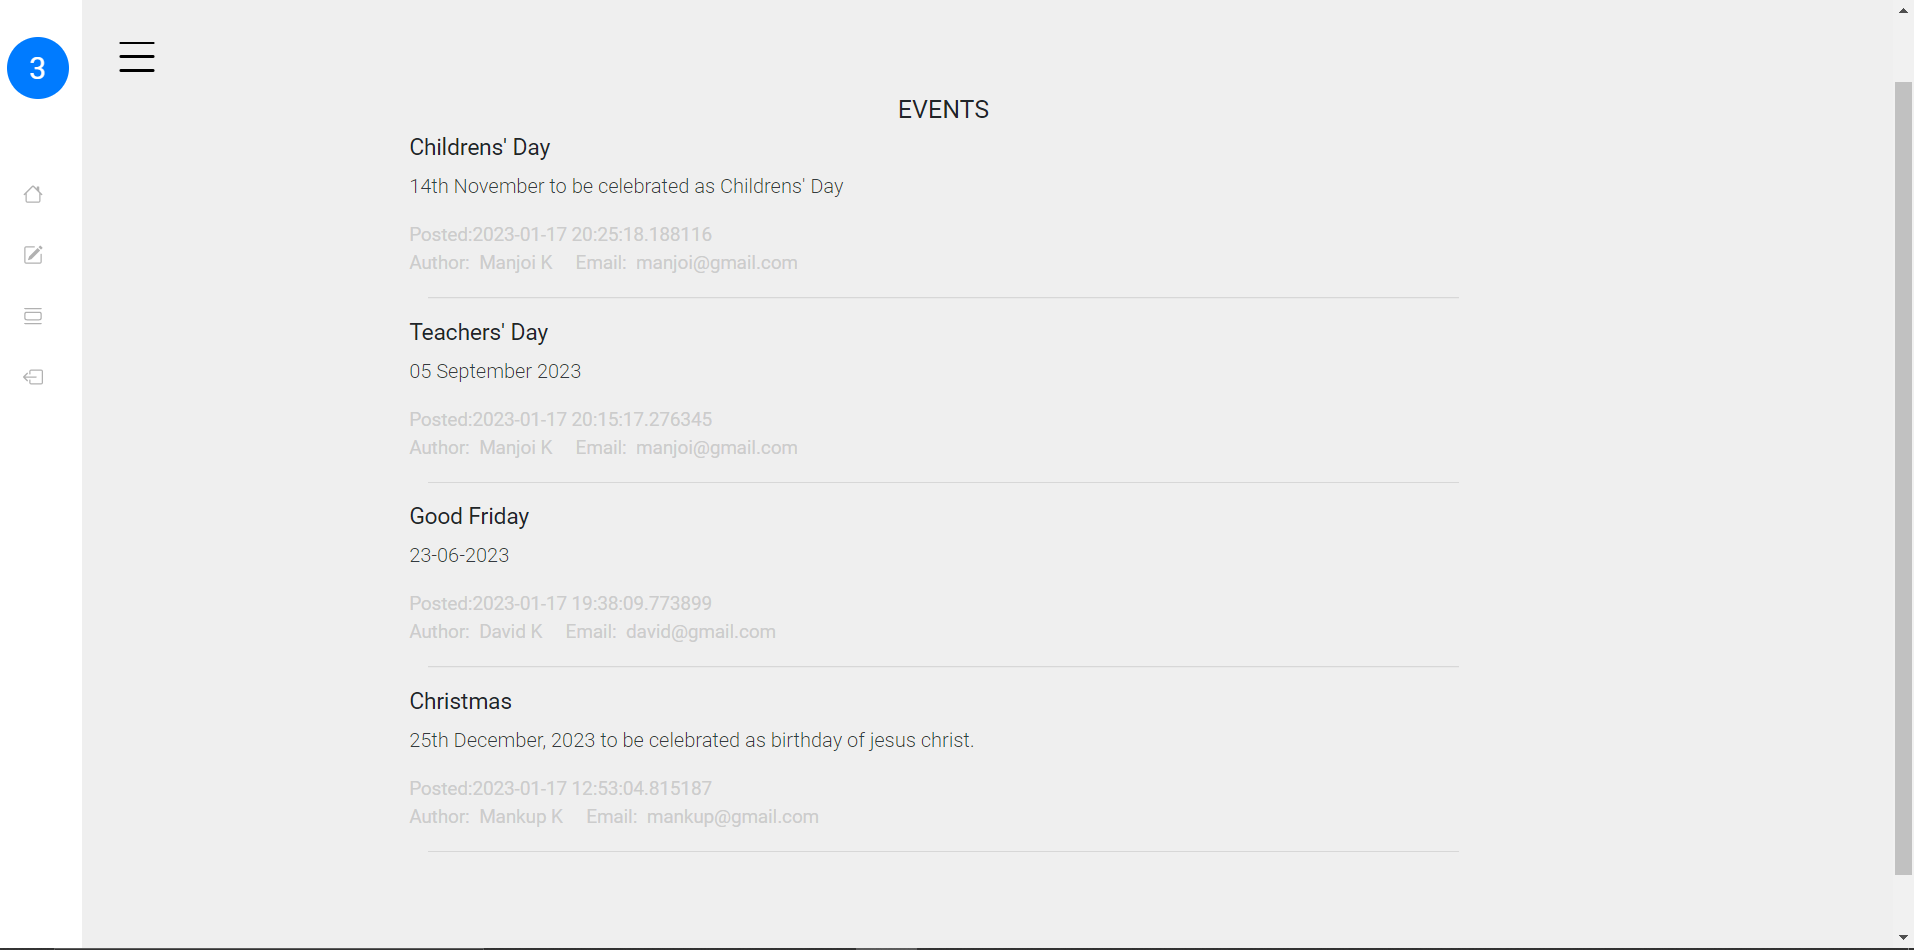 3
EVENTS
Childrens' Day
14th November to be celebrated as Childrens' Day
Posted:2023-01-17 20:25:18.188116
Author: Manjoi K Email: manjoi@gmail.com
Teachers' Day
05 September 2023
Posted:2023-01-17 20:15:17.276345
Author: Manjoi K Email: manjoi@gmail.com
Good Friday
23-06-2023
Posted:2023-01-17 19:38:09.773899
Author: David K Email: david@gmail.com
Christmas
25th December, 2023 to be celebrated as birthday of jesus christ.
Posted:2023-01-17 12:53:04.815187
Author: Mankup K Email: mankup@gmail.com